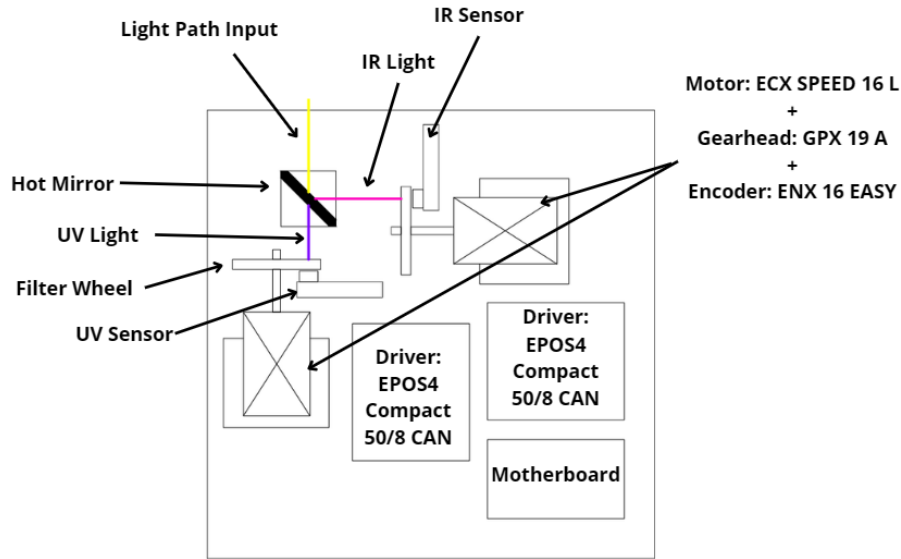 Light Path Input
IR Sensor
IR Light
Motor: ECX SPEED 16 L
+
Gearhead: GPX 19 A
+
Encoder: ENX 16 EASY
Hot Mirror
UV Light
Filter Wheel
UV Sensor
Driver:
EPOS4
Compact
50/8 CAN
Driver:
EPOS4
Compact
50/8 CAN
Motherboard